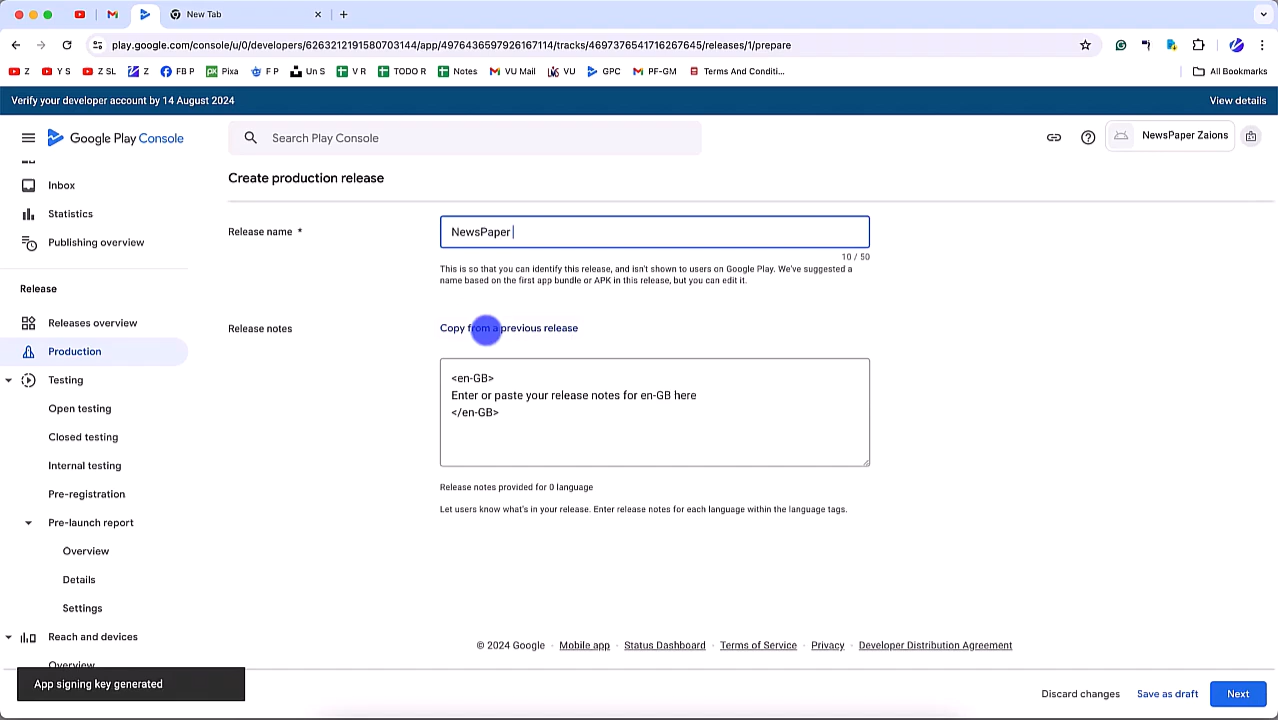 New Tab
play.google.com/console/u/0/developers/6263212191580703144/app/4976436597926167114/tracks/4697376541716267645/releases/1/prepare
Z
Y S
Z SL
Z
FB P
Pixa
F P
Un S
V R
TODO R
Notes
VU Mail
VU
GPC
PF-GM
Terms And Conditi...
All Bookmarks
Verify your developer account by 14 August 2024
View details
Google Play Console
Search Play Console
NewsPaper Zaions
Inbox
Statistics
Publishing overview
Release
Releases overview
Production
Testing
Open testing
Closed testing
Internal testing
Pre-registration
Pre-launch report
Overview
Details
Settings
Reach and devices
Overview
App signing key generated
Create production release
Release name *
NewsPaper
10 / 50
This is so that you can identify this release, and isn't shown to users on Google Play. We've suggested a
name based on the first app bundle or APK in this release, but you can edit it.
Release notes
Copy from a previous release
<en-GB>
Enter or paste your release notes for en-GB here
</en-GB>
Release notes provided for 0 language
Let users know what's in your release. Enter release notes for each language within the language tags.
© 2024 Google · Mobile app · Status Dashboard · Terms of Service · Privacy · Developer Distribution Agreement
Discard changes
Save as draft
Next